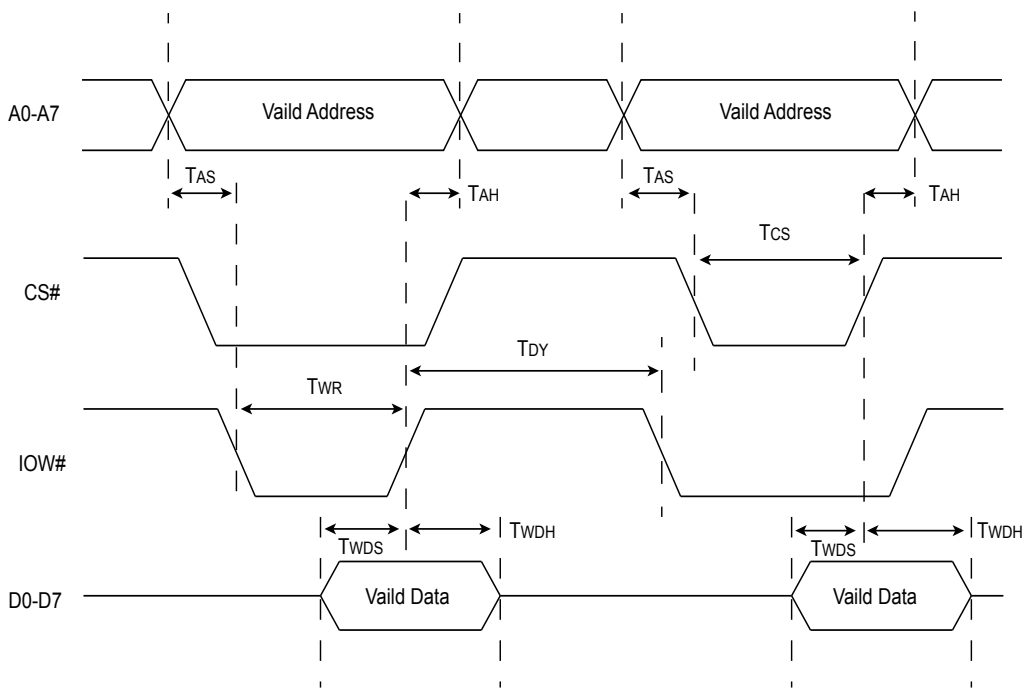 A0-A7
Vaild Address
Vaild Address
TAS
TAH
TAS
TAH
TCS
CS#
TDY
TWR
IOW#
TWDS
TWDH
TWDS
TWDH
D0-D7
Vaild Data
Vaild Data